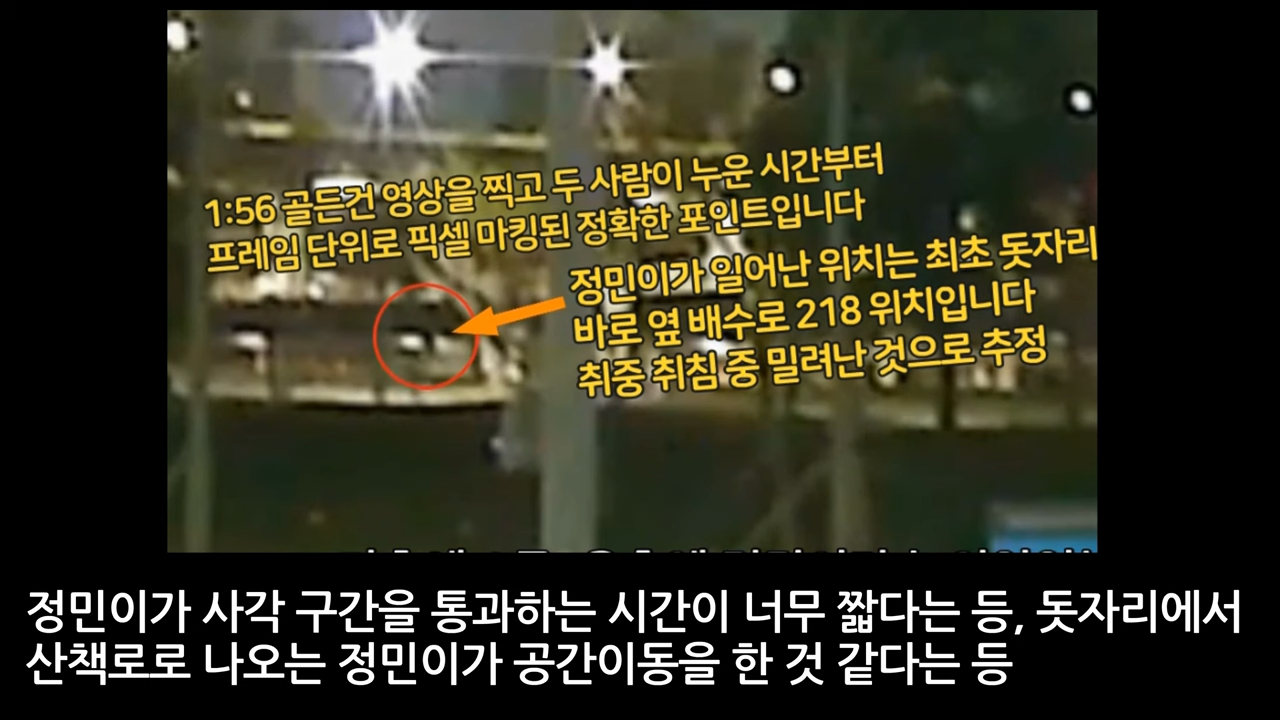 1:56 골든건 영상을 찍고 두 사람이 누운 시간부터
프레임 단위로 픽셀 마킹된 정확한 포인트입니다
정민이가 일어난 위치는 최초 돗자리
바로 옆 배수로 218 위치입니다
취중 취침 중 밀려난 것으로 추정
정민이가 사각 구간을 통과하는 시간이 너무 짧다는 등, 돗자리에서
산책로로 나오는 정민이가 공간이동을 한 것 같다는 등